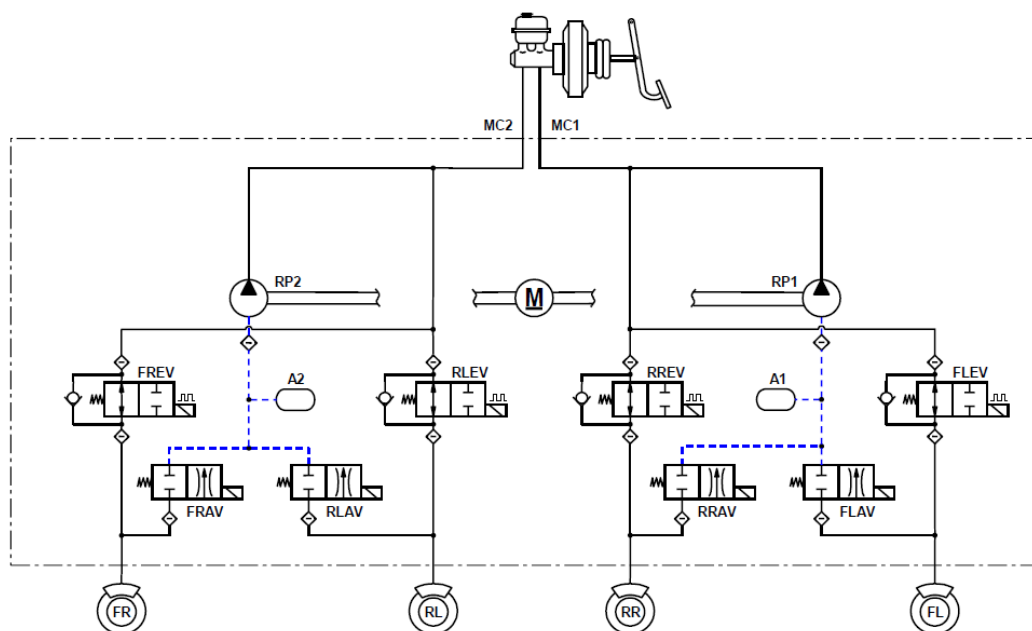 MC2 MC1
RP2 M RP1
FREV A2 RLEV RREV A1 FLEV
FRAV RLAV RRAV FLAV
FR RL RR FL